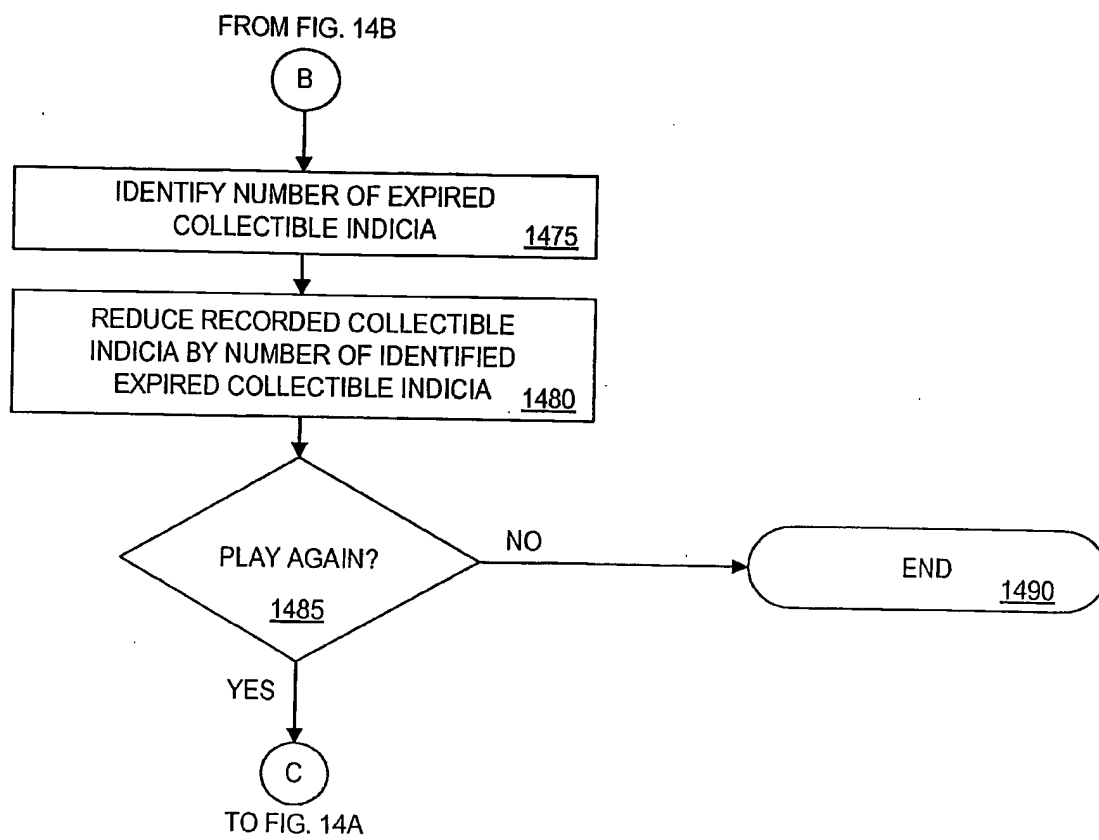 FROM FIG. 14B
B
IDENTIFY NUMBER OF EXPIRED
COLLECTIBLE INDICIA
1475
REDUCE RECORDED COLLECTIBLE
INDICIA BY NUMBER OF IDENTIFIED
EXPIRED COLLECTIBLE INDICIA
1480
PLAY AGAIN?
1485
NO
END
1490
YES
C
TO FIG. 14A